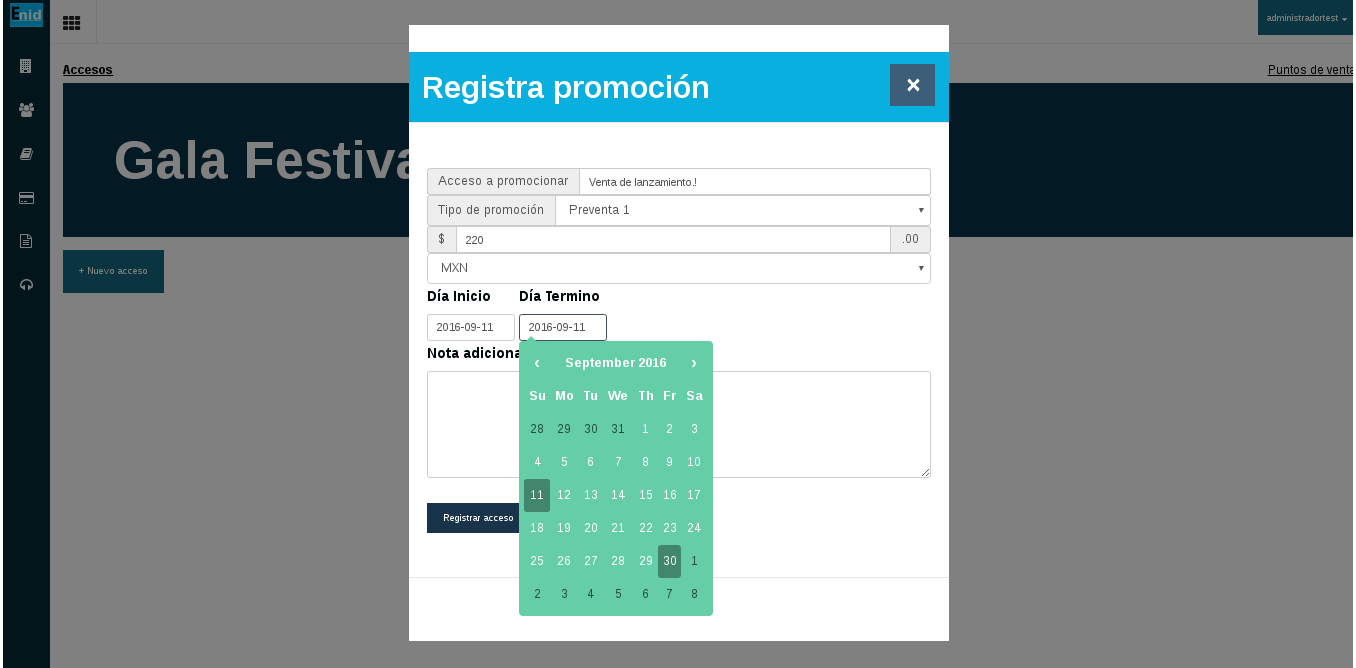 Enid
administradortest
Accesos
Puntos de venta
Gala Festiva
+ Nuevo acceso
Registra promoción
×
Acceso a promocionar Venta de lanzamiento.!
Tipo de promoción Preventa 1
$ 220 .00
MXN
Día Inicio Día Termino
2016-09-11 2016-09-11
Nota adiciona
‹ September 2016 ›
Su Mo Tu We Th Fr Sa
28 29 30 31 1 2 3
4 5 6 7 8 9 10
11 12 13 14 15 16 17
18 19 20 21 22 23 24
25 26 27 28 29 30 1
2 3 4 5 6 7 8
Registrar acceso